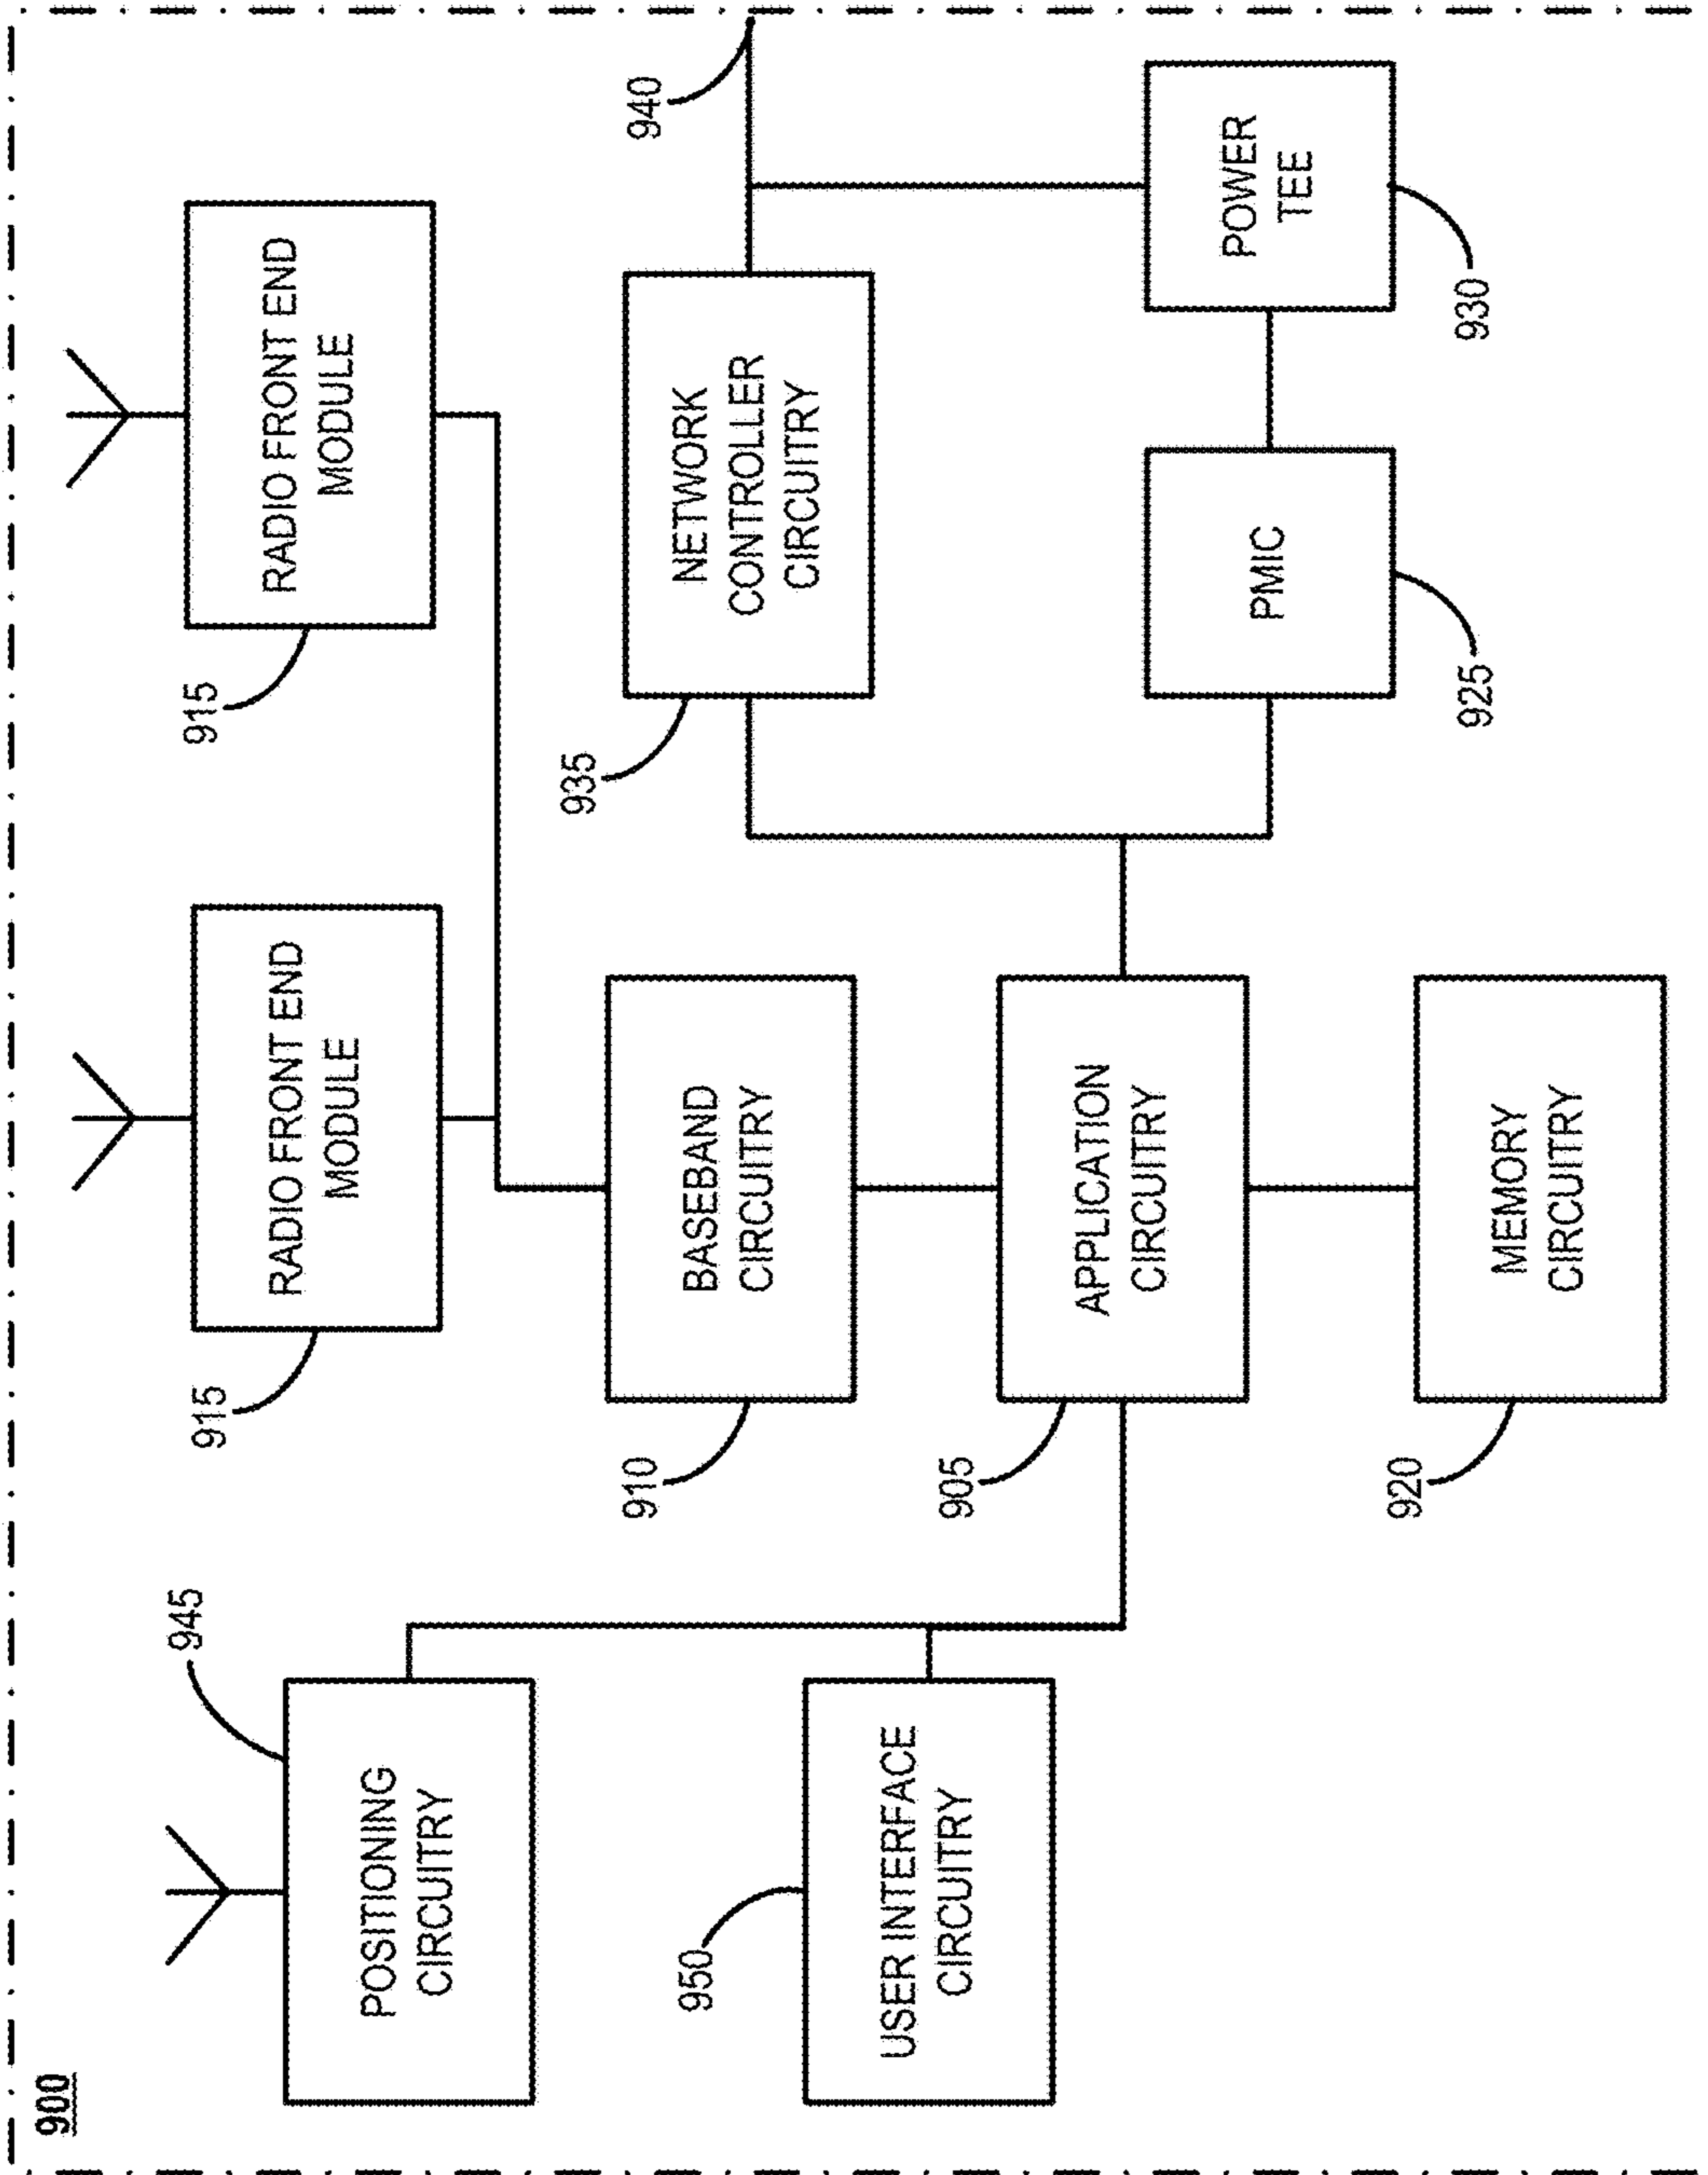 900
945
POSITIONING
CIRCUITRY
950
USER INTERFACE
CIRCUITRY
915
RADIO FRONT END
MODULE
915
RADIO FRONT END
MODULE
910
BASEBAND
CIRCUITRY
905
APPLICATION
CIRCUITRY
920
MEMORY
CIRCUITRY
935
NETWORK
CONTROLLER
CIRCUITRY
940
PMIC
925
POWER
TEE
930